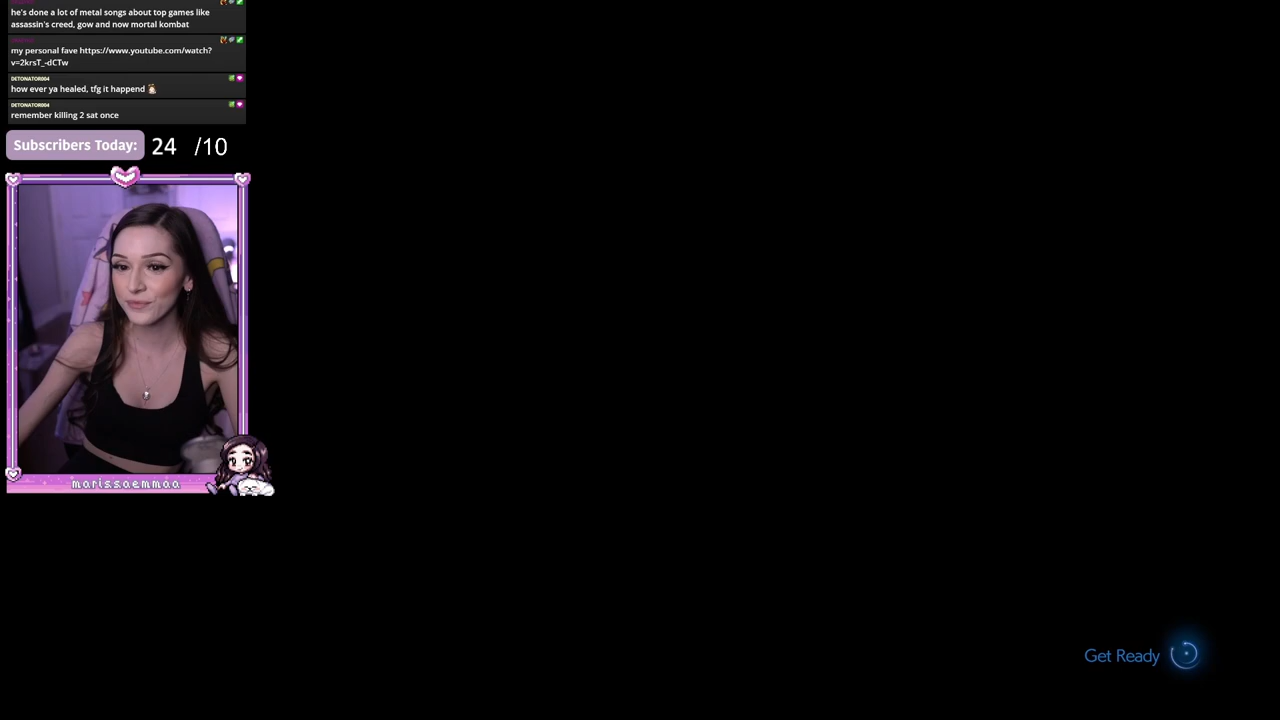 he's done a lot of metal songs about top games like
assassin's creed, gow and now mortal kombat
my personal fave https://www.youtube.com/watch?
v=2krsT_-dCTw
DETONATOR004
how ever ya healed, tfg it happend
DETONATOR004
remember killing 2 sat once
Subscribers Today: 24 /10
marissaemmaa
Get Ready